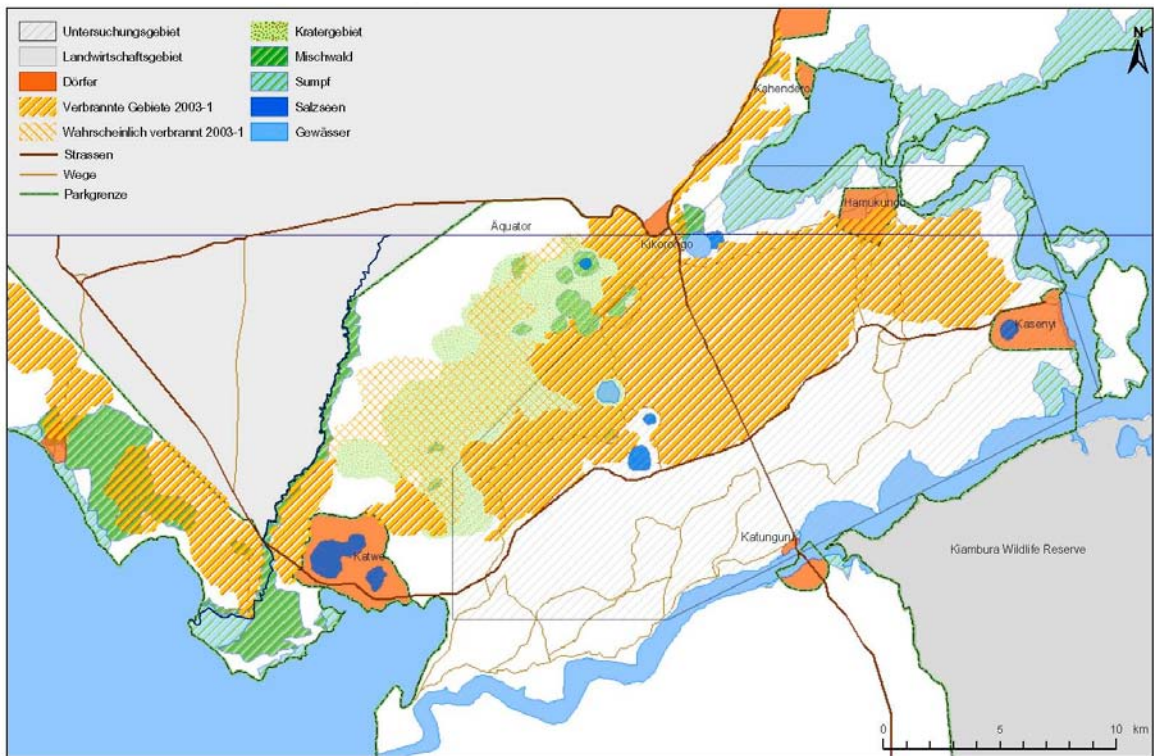 Untersuchungsgebiet
Landwirtschaftsgebiet
Dörfer
Verbrannte Gebiete 2003-1
Wahrscheinlich verbrannt 2003-1
Strassen
Wege
Parkgrenze
Kratergebiet
Mischwald
Sumpf
Salzseen
Gewässer
N
Kahendero
Hamukungu
Äquator
Kikorongo
Kasenyi
Katunguru
Katwe
Kiambura Wildlife Reserve
0 5 10 km